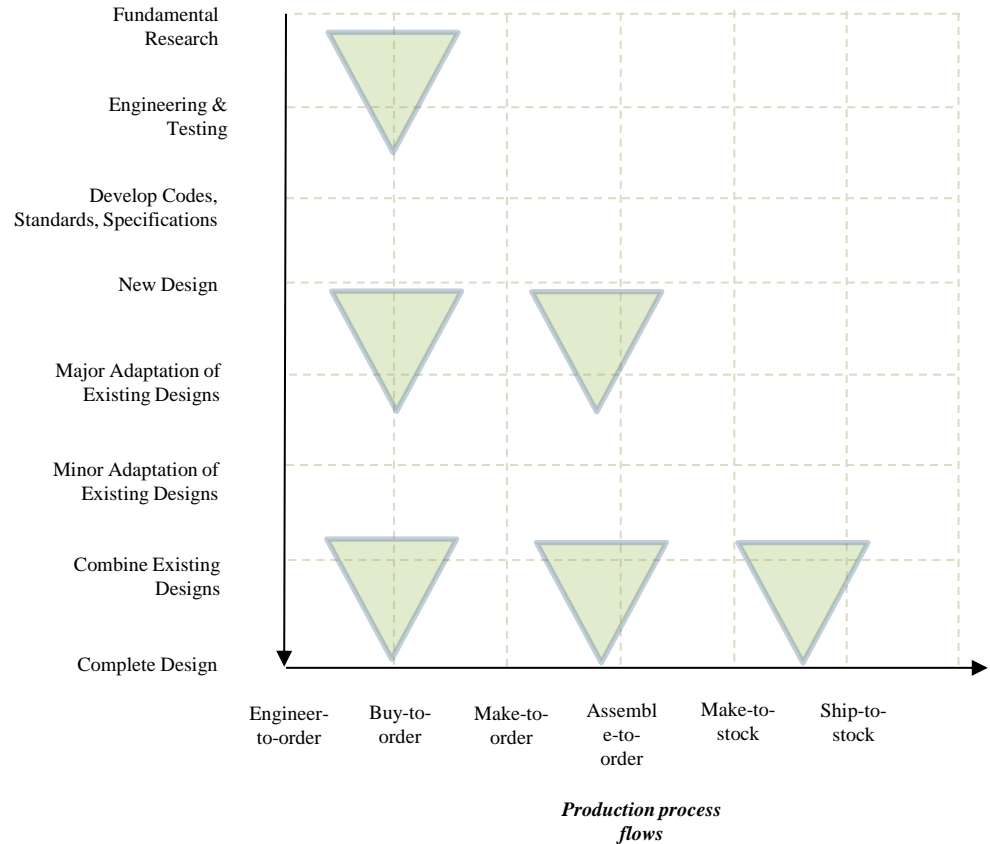 Fundamental
Research
Engineering &
Testing
Develop Codes,
Standards, Specifications
New Design
Major Adaptation of
Existing Designs
Minor Adaptation of
Existing Designs
Combine Existing
Designs
Complete Design
Engineer-
to-order
Buy-to-
order
Make-to-
order
Assembl
e-to-
order
Make-to-
stock
Ship-to-
stock
Production process
flows